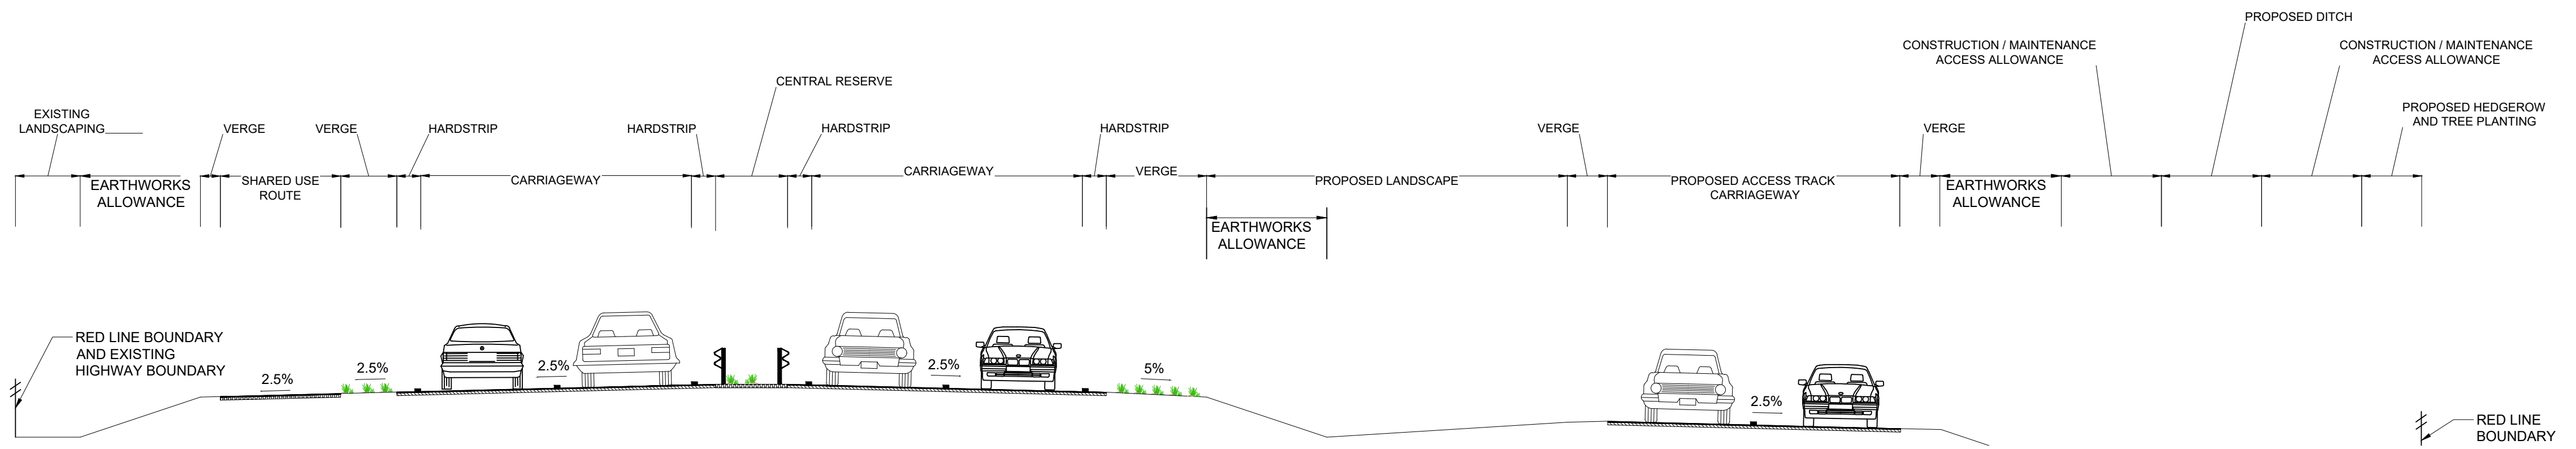 PROPOSED DITCH
CONSTRUCTION / MAINTENANCE
ACCESS ALLOWANCE
CONSTRUCTION / MAINTENANCE
ACCESS ALLOWANCE
CENTRAL RESERVE
EXISTING
LANDSCAPING
PROPOSED HEDGEROW
AND TREE PLANTING
VERGE
VERGE
HARDSTRIP
HARDSTRIP
HARDSTRIP
HARDSTRIP
VERGE
VERGE
EARTHWORKS
ALLOWANCE
SHARED USE
ROUTE
CARRIAGEWAY
CARRIAGEWAY
VERGE
PROPOSED LANDSCAPE
PROPOSED ACCESS TRACK
CARRIAGEWAY
EARTHWORKS
ALLOWANCE
EARTHWORKS
ALLOWANCE
RED LINE BOUNDARY
AND EXISTING
HIGHWAY BOUNDARY
2.5%
2.5%
2.5%
2.5%
5%
2.5%
RED LINE
BOUNDARY